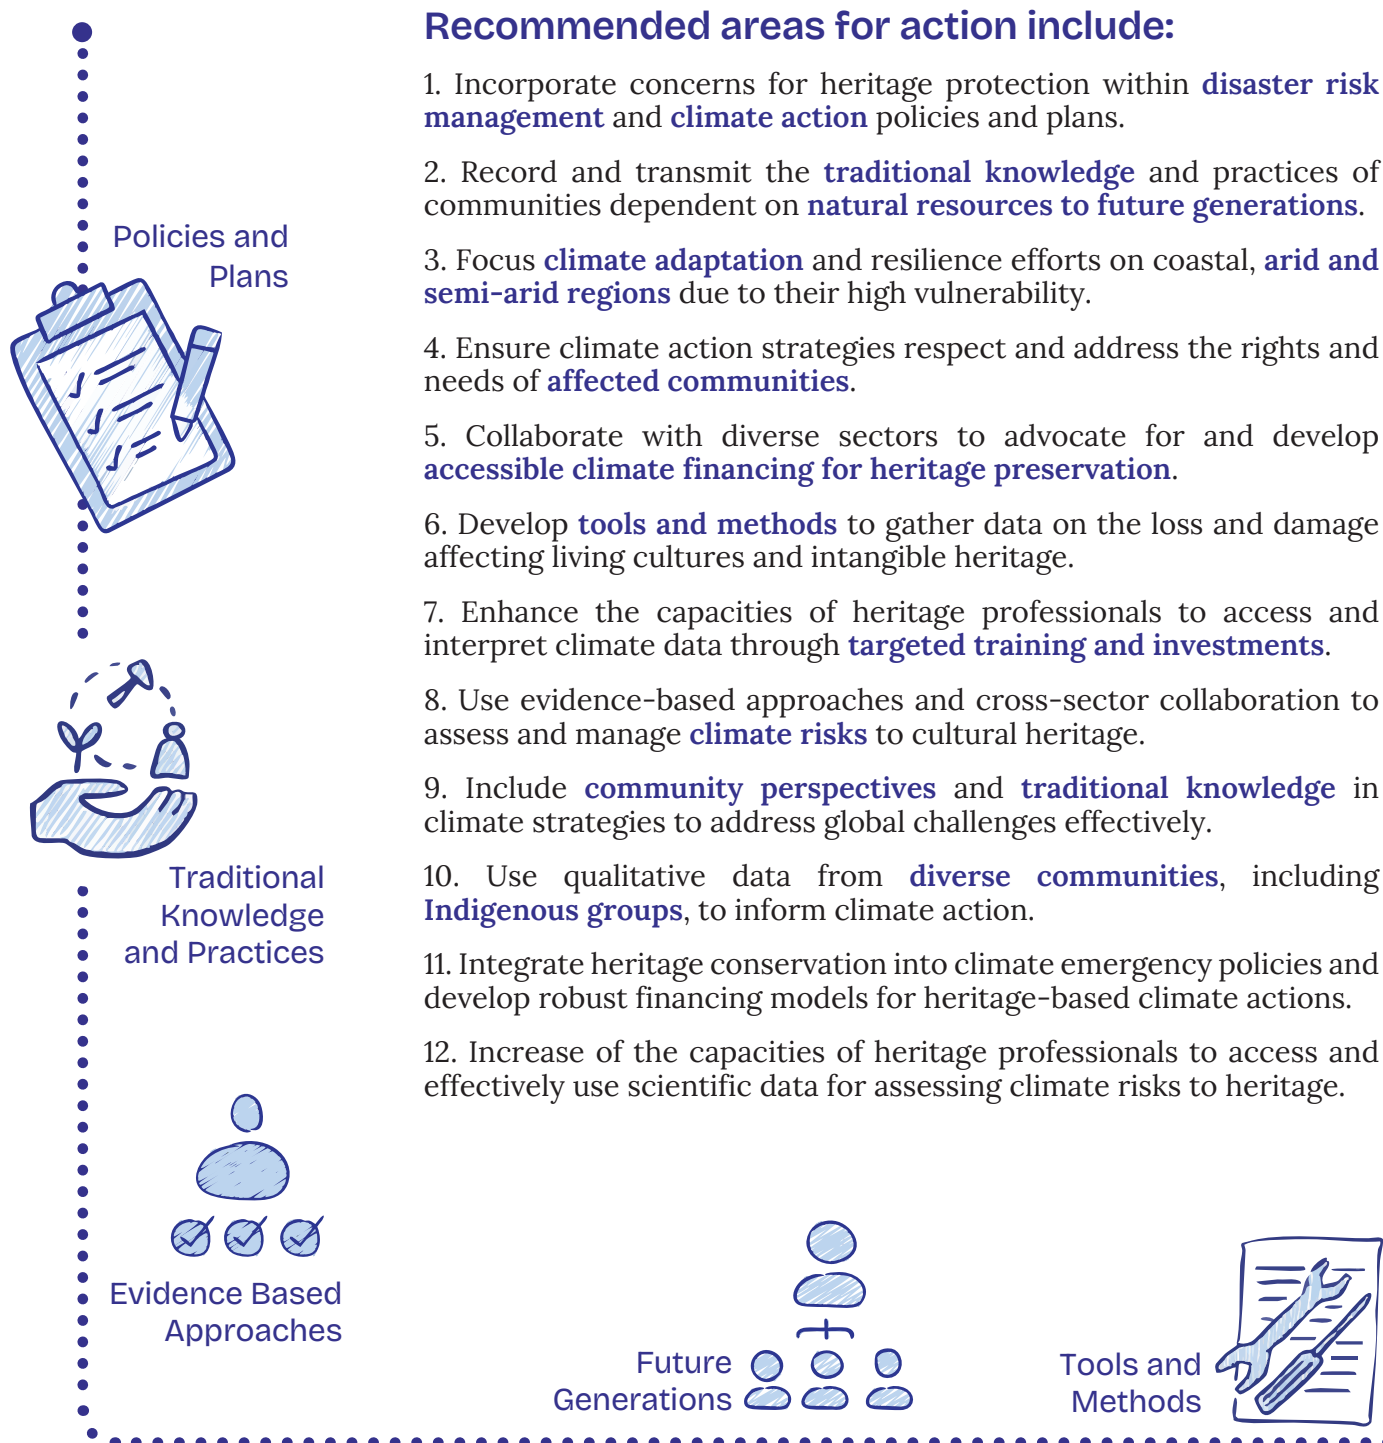 Recommended areas for action include:
1. Incorporate concerns for heritage protection within disaster risk
management and climate action policies and plans.
2. Record and transmit the traditional knowledge and practices of
communities dependent on natural resources to future generations.
3. Focus climate adaptation and resilience efforts on coastal, arid and
semi-arid regions due to their high vulnerability.
4. Ensure climate action strategies respect and address the rights and
needs of affected communities.
5. Collaborate with diverse sectors to advocate for and develop
accessible climate financing for heritage preservation.
6. Develop tools and methods to gather data on the loss and damage
affecting living cultures and intangible heritage.
7. Enhance the capacities of heritage professionals to access and
interpret climate data through targeted training and investments.
8. Use evidence-based approaches and cross-sector collaboration to
assess and manage climate risks to cultural heritage.
9. Include community perspectives and traditional knowledge in
climate strategies to address global challenges effectively.
10. Use qualitative data from diverse communities, including
Indigenous groups, to inform climate action.
11. Integrate heritage conservation into climate emergency policies and
develop robust financing models for heritage-based climate actions.
12. Increase of the capacities of heritage professionals to access and
effectively use scientific data for assessing climate risks to heritage.
Policies and
Plans
Traditional
Knowledge
and Practices
Evidence Based
Approaches
Future
Generations
Tools and
Methods